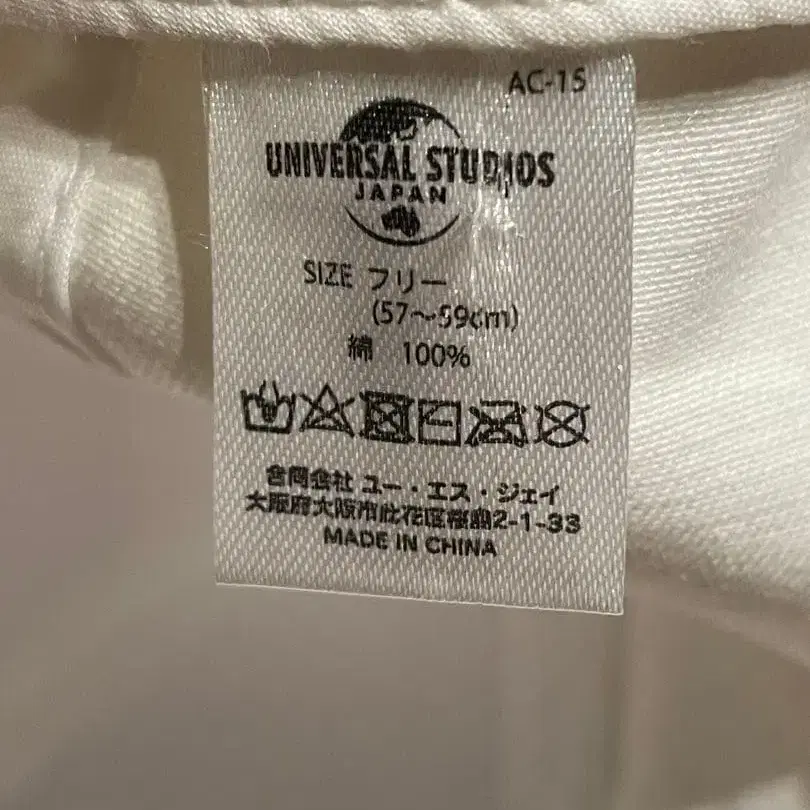 AC-15
UNIVERSAL STUDIOS
JAPAN
SIZE フリー
(57〜59cm)
綿 100%
合同会社 ユー・エス・ジェイ
大阪府大阪市此花区桜島2-1-33
MADE IN CHINA